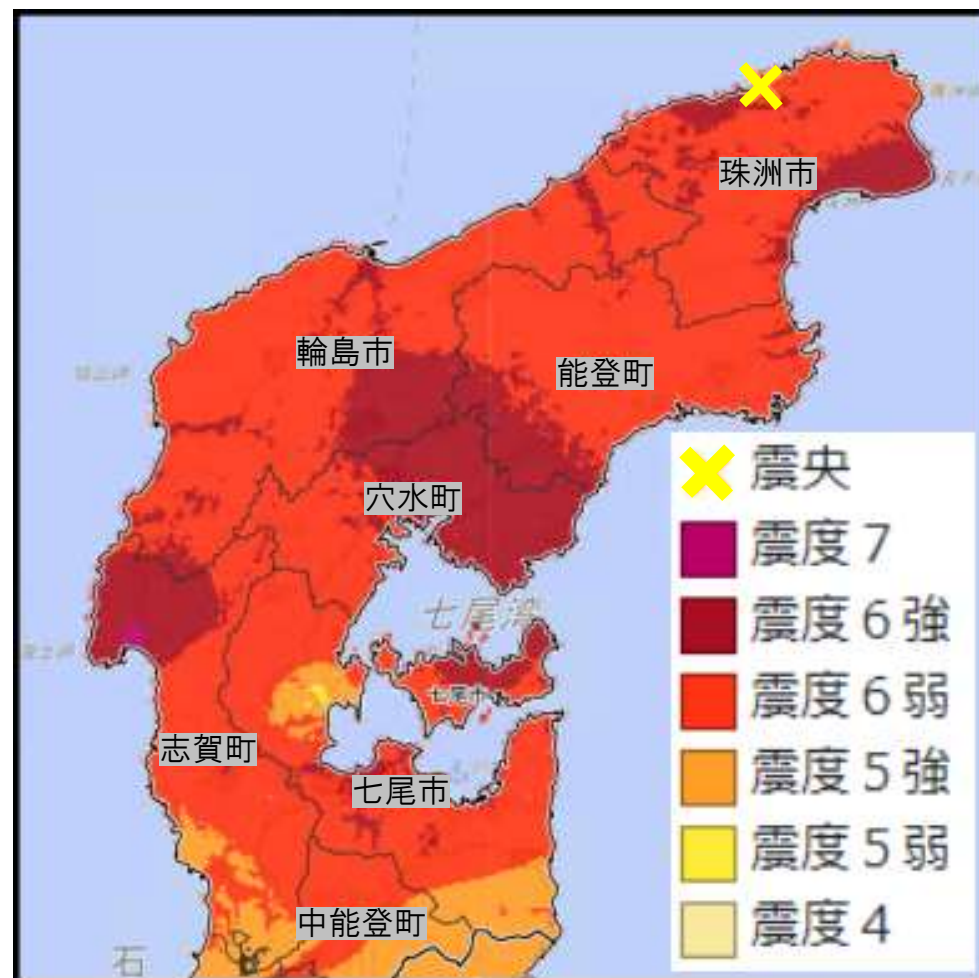 珠洲市
輪島市
能登町
穴水町
七尾湾
七尾市
志賀町
七尾市
中能登町
石
震央
震度7
震度6強
震度6弱
震度5強
震度5弱
震度4